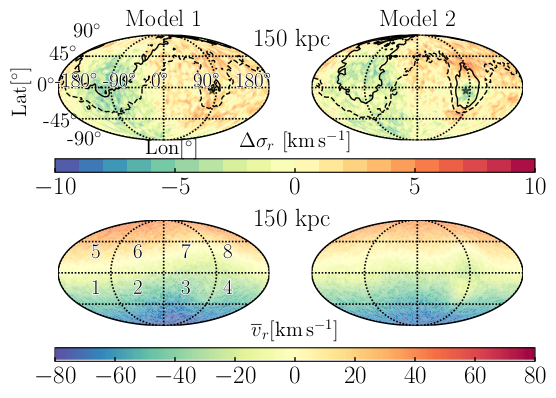 Model 1 Model 2
90° 150 kpc
45°
Lat[°] 0° -180° -90° 0° 90° 180°
-45°
-90°
Lon[°] Δσ_r [km s⁻¹]
−10 −5 0 5 10
150 kpc
5 6 7 8
1 2 3 4
v̅_r[km s⁻¹]
−80 −60 −40 −20 0 20 40 60 80